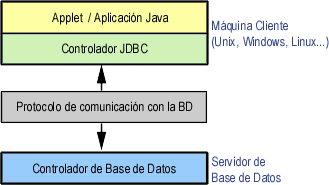 Applet / Aplicación Java
Controlador JDBC
Máquina Cliente
(Unix, Windows, Linux...)
Protocolo de comunicación con la BD
Controlador de Base de Datos
Servidor de
Base de Datos